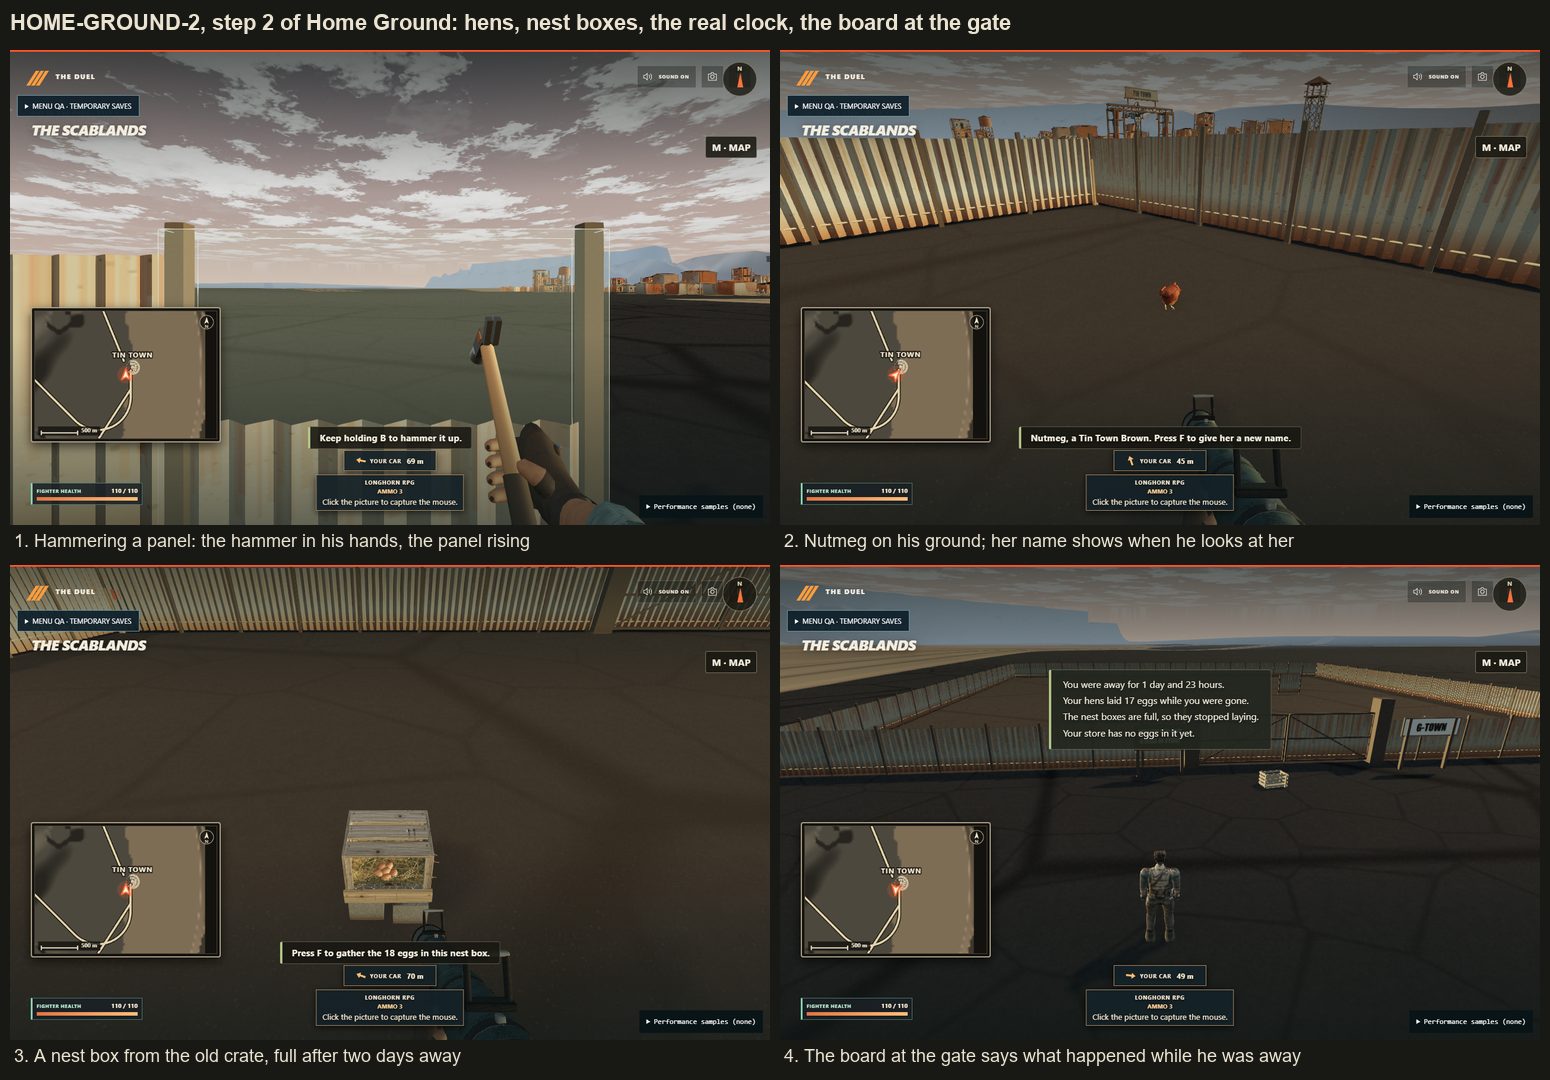 HOME-GROUND-2, step 2 of Home Ground: hens, nest boxes, the real clock, the board at the gate
THE DUEL
SOUND ON
N
MENU QA · TEMPORARY SAVES
THE SCABLANDS
M · MAP
N
TIN TOWN
500 m
Keep holding B to hammer it up.
YOUR CAR 69 m
LONGHORN RPG
AMMO 3
Click the picture to capture the mouse.
FIGHTER HEALTH 110 / 110
Performance samples (none)
1. Hammering a panel: the hammer in his hands, the panel rising
THE DUEL
SOUND ON
N
MENU QA · TEMPORARY SAVES
TIN TOWN
THE SCABLANDS
M · MAP
N
TIN TOWN
500 m
Nutmeg, a Tin Town Brown. Press F to give her a new name.
YOUR CAR 45 m
LONGHORN RPG
AMMO 3
Click the picture to capture the mouse.
FIGHTER HEALTH 110 / 110
Performance samples (none)
2. Nutmeg on his ground; her name shows when he looks at her
THE DUEL
SOUND ON
N
MENU QA · TEMPORARY SAVES
THE SCABLANDS
M · MAP
N
TIN TOWN
500 m
Press F to gather the 18 eggs in this nest box.
YOUR CAR 70 m
LONGHORN RPG
AMMO 3
Click the picture to capture the mouse.
FIGHTER HEALTH 110 / 110
Performance samples (none)
3. A nest box from the old crate, full after two days away
THE DUEL
SOUND ON
N
MENU QA · TEMPORARY SAVES
THE SCABLANDS
M · MAP
You were away for 1 day and 23 hours.
Your hens laid 17 eggs while you were gone.
The nest boxes are full, so they stopped laying.
Your store has no eggs in it yet.
G-TOWN
N
TIN TOWN
500 m
YOUR CAR 49 m
LONGHORN RPG
AMMO 3
Click the picture to capture the mouse.
FIGHTER HEALTH 110 / 110
Performance samples (none)
4. The board at the gate says what happened while he was away